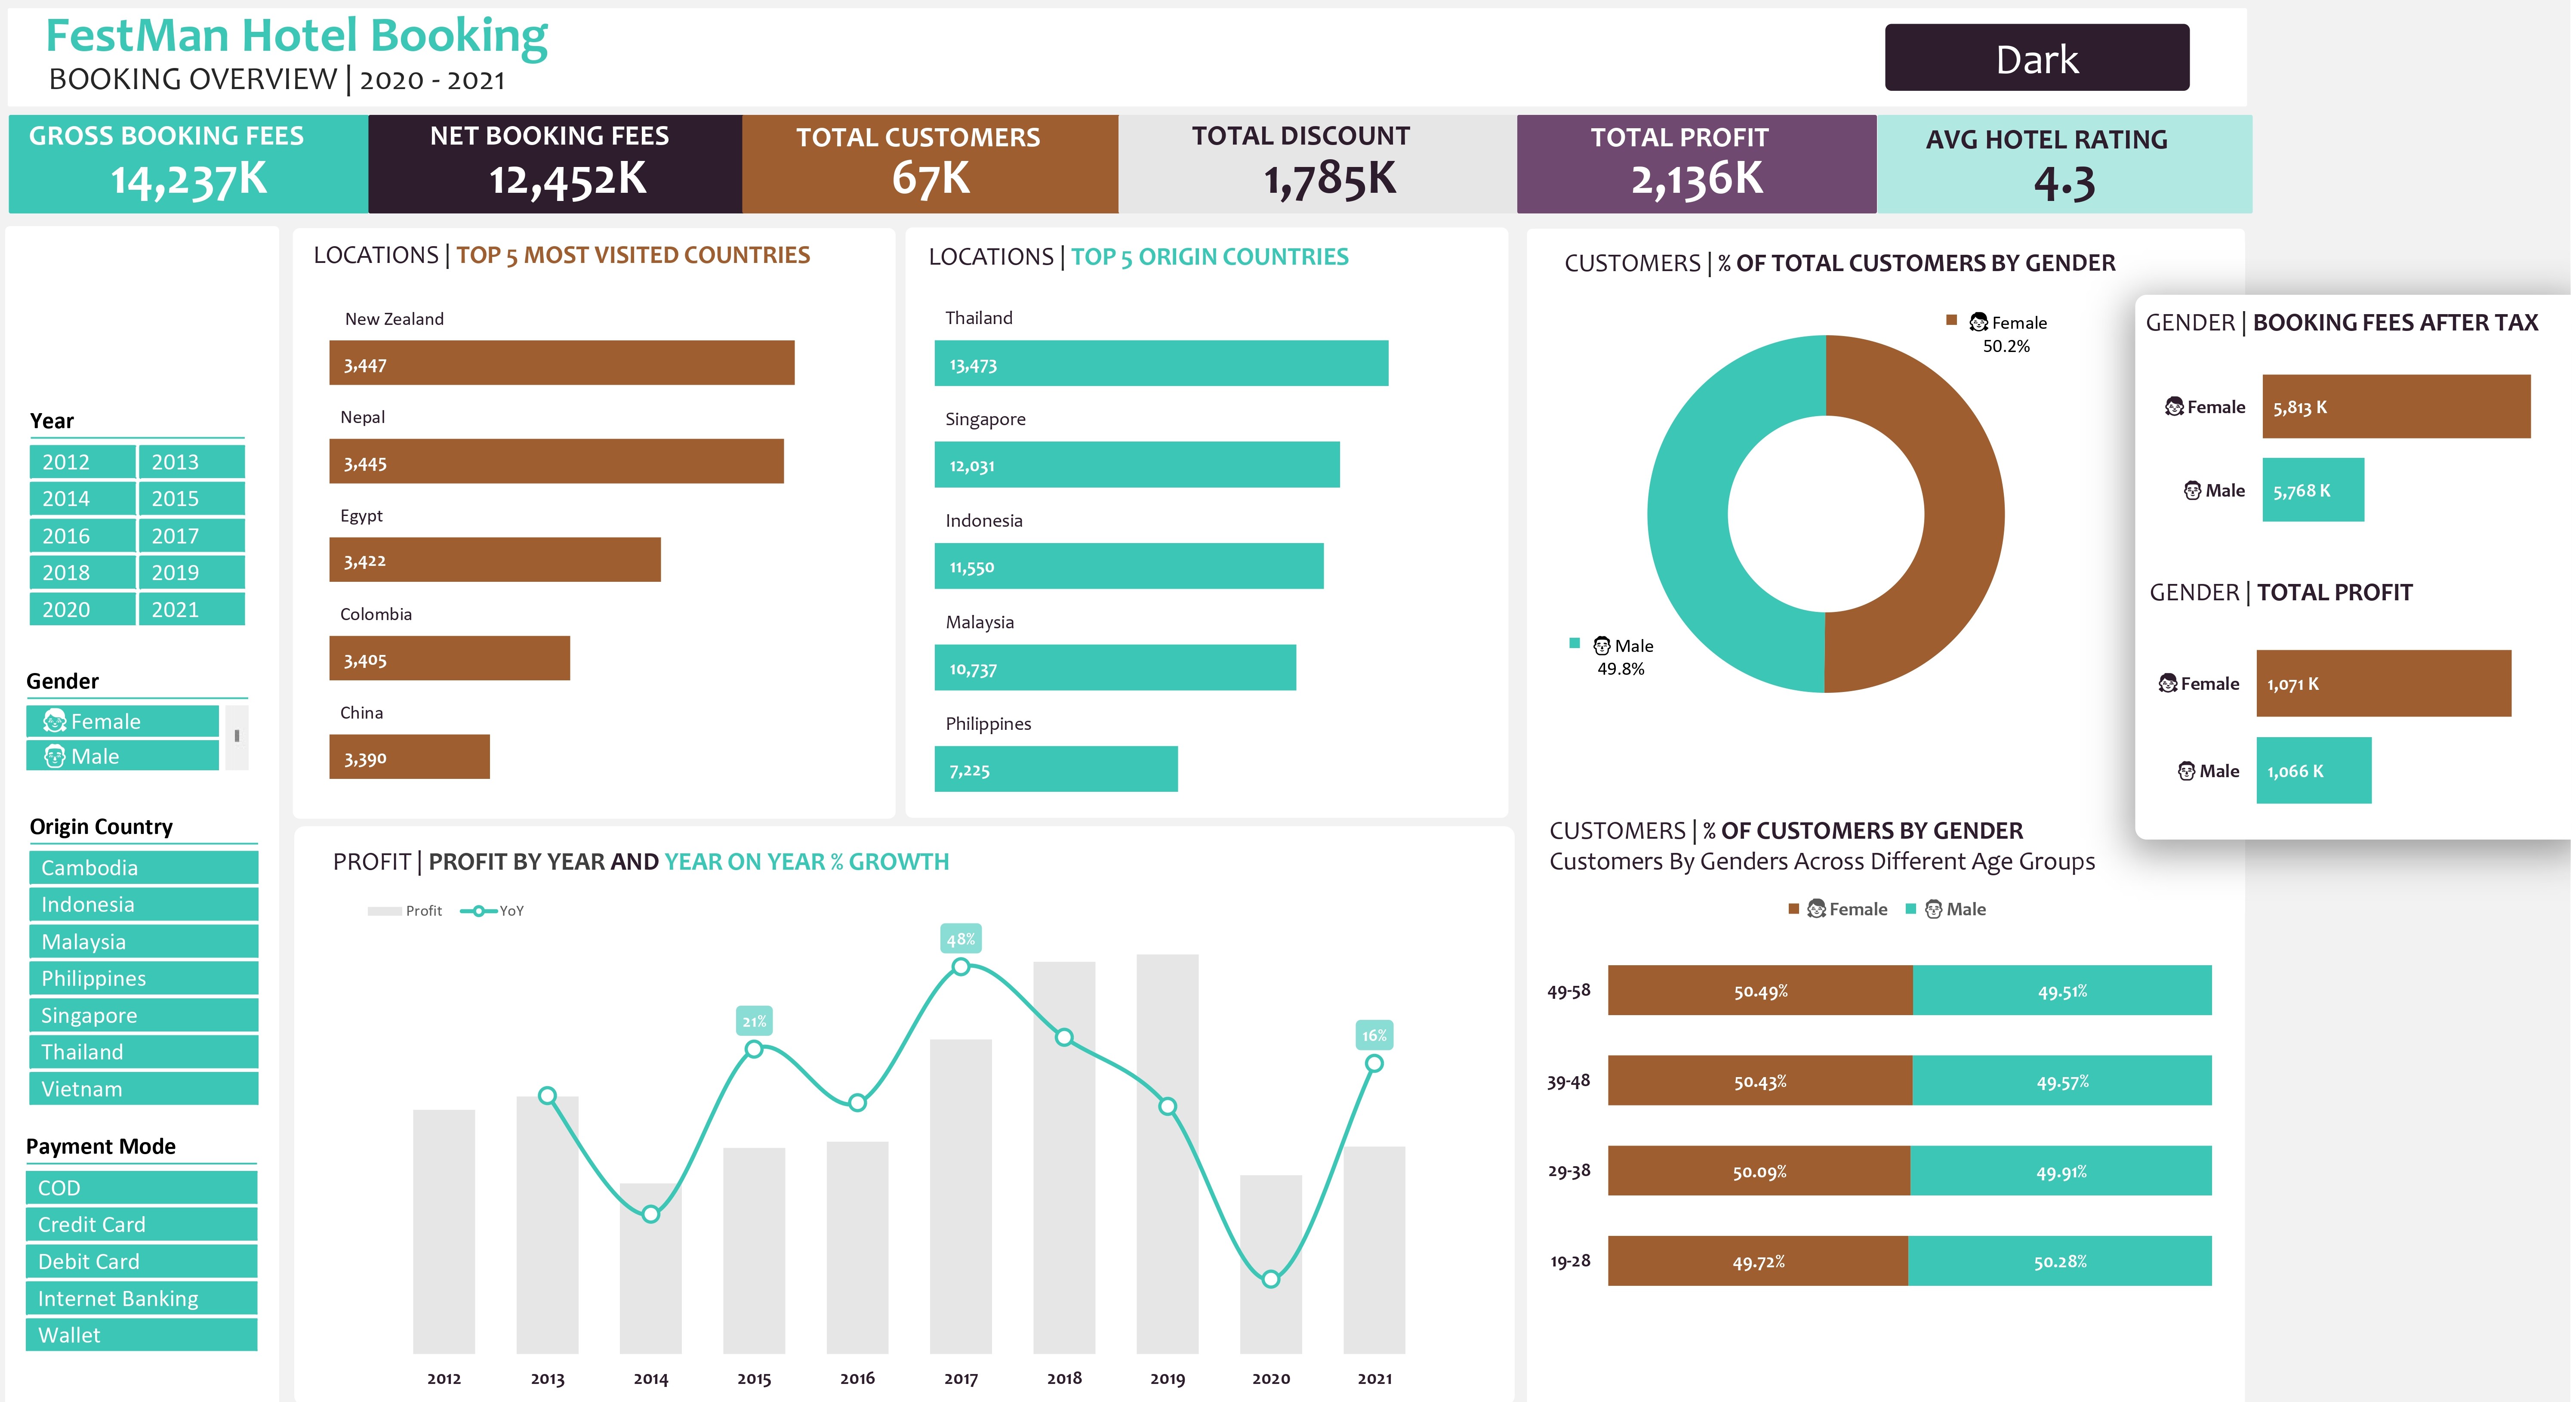 FestMan Hotel Booking
BOOKING OVERVIEW | 2020 - 2021
Dark
GROSS BOOKING FEES
14,237K
NET BOOKING FEES
12,452K
TOTAL CUSTOMERS
67K
TOTAL DISCOUNT
1,785K
TOTAL PROFIT
2,136K
AVG HOTEL RATING
4.3
Year
2012 2013
2014 2015
2016 2017
2018 2019
2020 2021
Gender
Female
Male
Origin Country
Cambodia
Indonesia
Malaysia
Philippines
Singapore
Thailand
Vietnam
Payment Mode
COD
Credit Card
Debit Card
Internet Banking
Wallet
LOCATIONS | TOP 5 MOST VISITED COUNTRIES
New Zealand
3,447
Nepal
3,445
Egypt
3,422
Colombia
3,405
China
3,390
LOCATIONS | TOP 5 ORIGIN COUNTRIES
Thailand
13,473
Singapore
12,031
Indonesia
11,550
Malaysia
10,737
Philippines
7,225
PROFIT | PROFIT BY YEAR AND YEAR ON YEAR % GROWTH
Profit YoY
48%
21%
16%
2012 2013 2014 2015 2016 2017 2018 2019 2020 2021
CUSTOMERS | % OF TOTAL CUSTOMERS BY GENDER
Female
50.2%
Male
49.8%
GENDER | BOOKING FEES AFTER TAX
Female 5,813 K
Male 5,768 K
GENDER | TOTAL PROFIT
Female 1,071 K
Male 1,066 K
CUSTOMERS | % OF CUSTOMERS BY GENDER
Customers By Genders Across Different Age Groups
Female Male
49-58 50.49% 49.51%
39-48 50.43% 49.57%
29-38 50.09% 49.91%
19-28 49.72% 50.28%